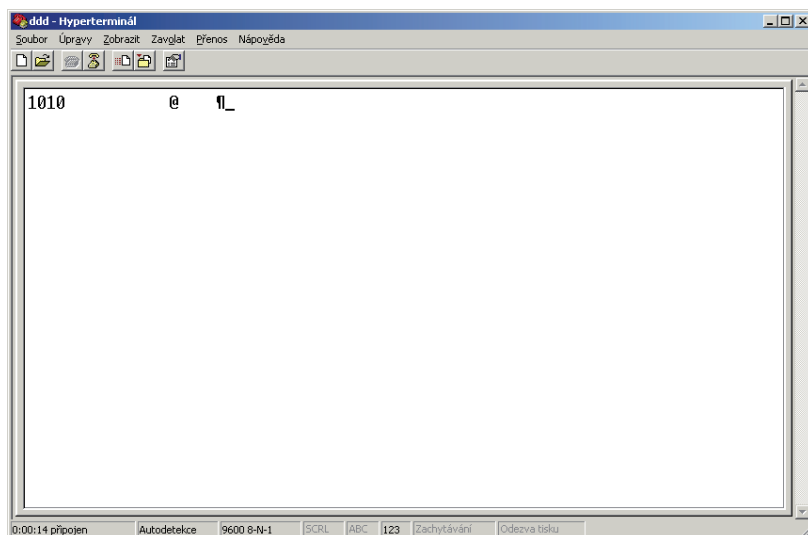 ddd - Hyperterminál
Soubor Úpravy Zobrazit Zavolat Přenos Nápověda
1010 @ ¶_
0:00:14 připojen Autodetekce 9600 8-N-1 SCRL ABC 123 Zachytávání Odezva tisku